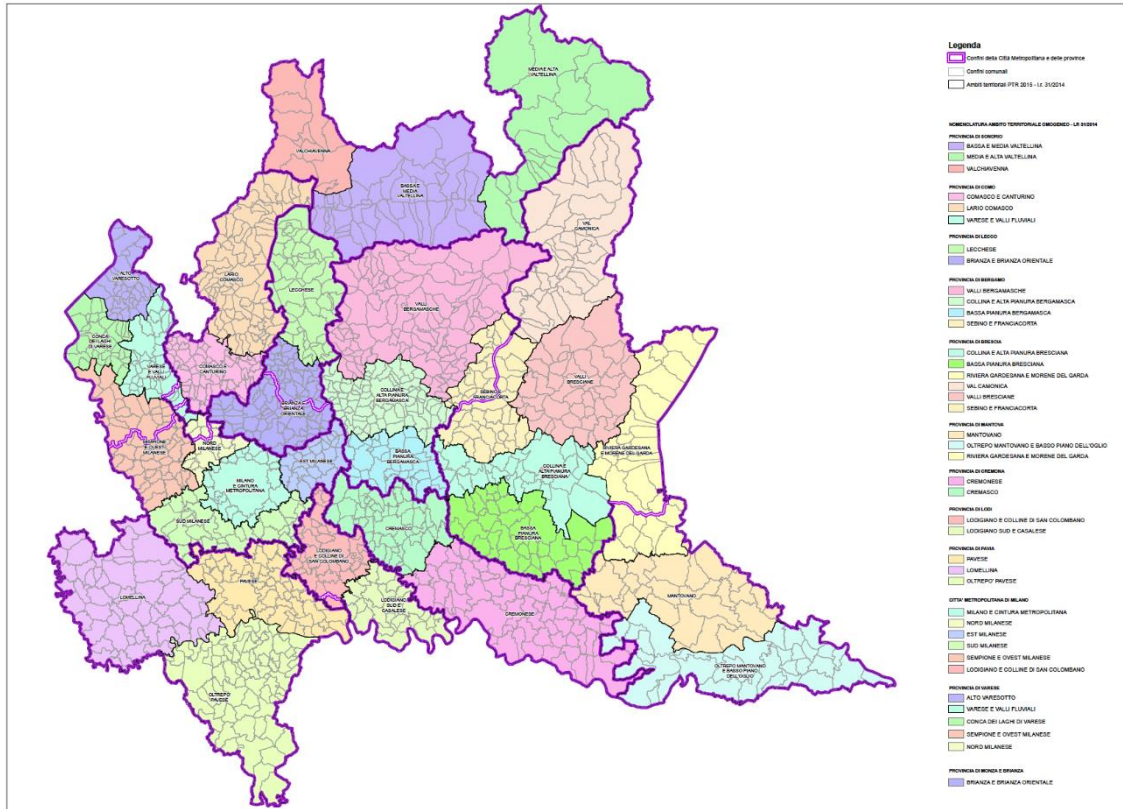 MEDIA E ALTA
VALTELLINA
VALCHIAVENNA
BASSA E
MEDIA
VALTELLINA
VAL
CAMONICA
ALTO
VARESOTTO
LARIO
COMASCO
LECCHESE
VALLI
BERGAMASCHE
CONCA
DEI LAGHI
DI VARESE
VARESE
E VALLI
FLUVIALI
COMASCO E
CANTURINO
SEBINO E
FRANCIACORTA
VALLI
BRESCIANE
COLLINA E
ALTA PIANURA
BERGAMASCA
BRIANZA E
BRIANZA
ORIENTALE
SEMPIONE
E OVEST
MILANESE
NORD
MILANESE
RIVIERA GARDESANA
E MORENE DEL GARDA
EST MILANESE
BASSA
PIANURA
BERGAMASCA
COLLINA E
ALTA PIANURA
BRESCIANA
MILANO
E CINTURA
METROPOLITANA
SUD MILANESE
CREMASCO
BASSA
PIANURA
BRESCIANA
LODIGIANO
E COLLINE DI
SAN COLOMBANO
PAVESE
LOMELLINA
LODIGIANO
SUD E
CASALESE
CREMONESE
MANTOVANO
OLTREPO MANTOVANO
E BASSO PIANO
DELL'OGLIO
OLTREPO'
PAVESE
Legenda
Confini della Città Metropolitana e delle province
Confini comunali
Ambiti territoriali PTR 2015 - l.r. 31/2014
NOMENCLATURA AMBITO TERRITORIALE OMOGENEO - LR 31/2014
PROVINCIA DI SONDRIO
BASSA E MEDIA VALTELLINA
MEDIA E ALTA VALTELLINA
VALCHIAVENNA
PROVINCIA DI COMO
COMASCO E CANTURINO
LARIO COMASCO
VARESE E VALLI FLUVIALI
PROVINCIA DI LECCO
LECCHESE
BRIANZA E BRIANZA ORIENTALE
PROVINCIA DI BERGAMO
VALLI BERGAMASCHE
COLLINA E ALTA PIANURA BERGAMASCA
BASSA PIANURA BERGAMASCA
SEBINO E FRANCIACORTA
PROVINCIA DI BRESCIA
COLLINA E ALTA PIANURA BRESCIANA
BASSA PIANURA BRESCIANA
RIVIERA GARDESANA E MORENE DEL GARDA
VAL CAMONICA
VALLI BRESCIANE
SEBINO E FRANCIACORTA
PROVINCIA DI MANTOVA
MANTOVANO
OLTREPO MANTOVANO E BASSO PIANO DELL'OGLIO
RIVIERA GARDESANA E MORENE DEL GARDA
PROVINCIA DI CREMONA
CREMONESE
CREMASCO
PROVINCIA DI LODI
LODIGIANO E COLLINE DI SAN COLOMBANO
LODIGIANO SUD E CASALESE
PROVINCIA DI PAVIA
PAVESE
LOMELLINA
OLTREPO' PAVESE
CITTA' METROPOLITANA DI MILANO
MILANO E CINTURA METROPOLITANA
NORD MILANESE
EST MILANESE
SUD MILANESE
SEMPIONE E OVEST MILANESE
LODIGIANO E COLLINE DI SAN COLOMBANO
PROVINCIA DI VARESE
ALTO VARESOTTO
VARESE E VALLI FLUVIALI
CONCA DEI LAGHI DI VARESE
SEMPIONE E OVEST MILANESE
NORD MILANESE
PROVINCIA DI MONZA E BRIANZA
BRIANZA E BRIANZA ORIENTALE